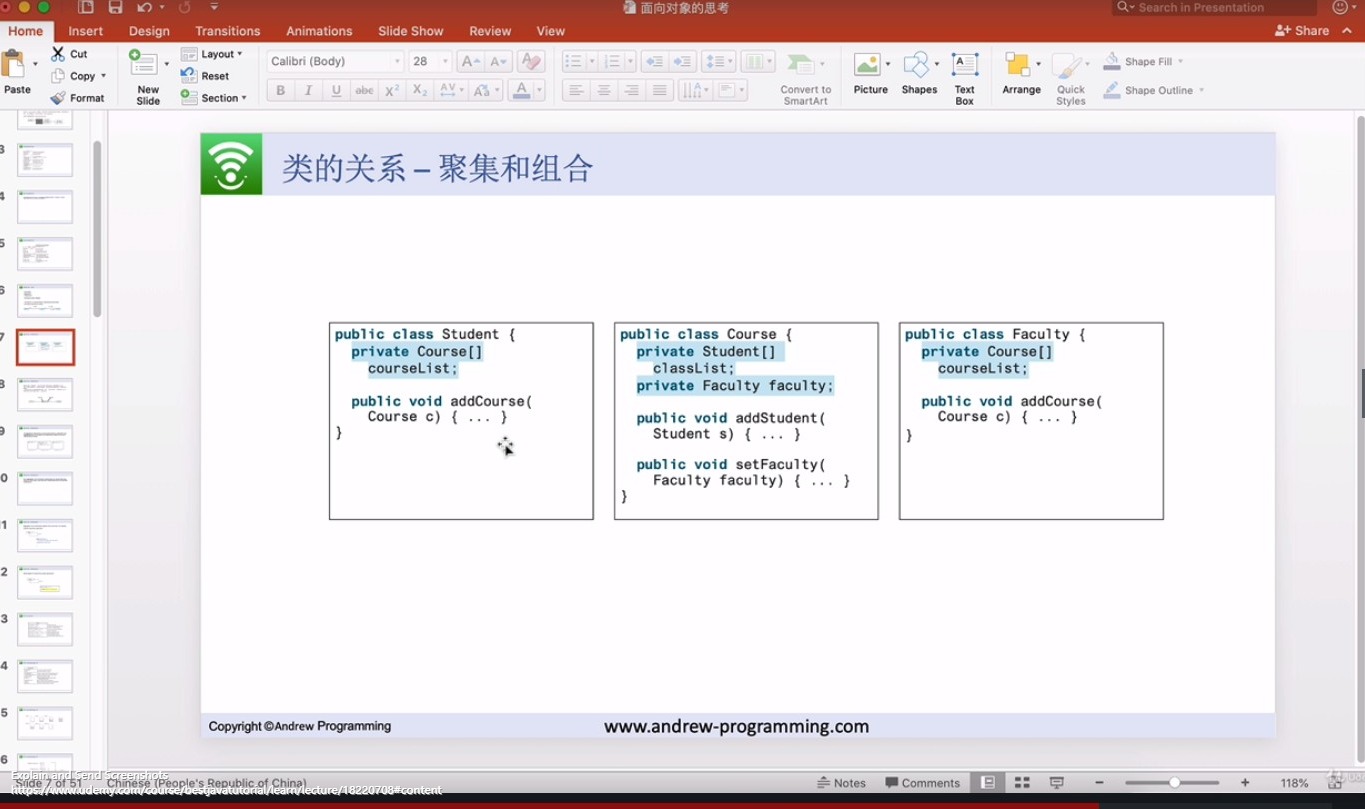 面向对象的思考
Search in Presentation
Home Insert Design Transitions Animations Slide Show Review View Share
Paste
Cut
Copy
Format
New Slide
Layout
Reset
Section
Calibri (Body) 28
B I U abc X² X₂ AV A
Convert to SmartArt
Picture
Shapes
Text Box
Arrange
Quick Styles
Shape Fill
Shape Outline
类的关系 – 聚集和组合
public class Student {
private Course[]
courseList;
public void addCourse(
Course c) { ... }
}
public class Course {
private Student[]
classList;
private Faculty faculty;
public void addStudent(
Student s) { ... }
public void setFaculty(
Faculty faculty) { ... }
}
public class Faculty {
private Course[]
courseList;
public void addCourse(
Course c) { ... }
}
Copyright ©Andrew Programming
www.andrew-programming.com
3
4
5
6
7
8
9
0
1
2
3
4
5
6
Explain and Send Screenshots
Slide 7 of 51 Chinese (People's Republic of China)
https://www.udemy.com/course/bestjavatutorial/learn/lecture/18220708#content
Notes Comments 118%